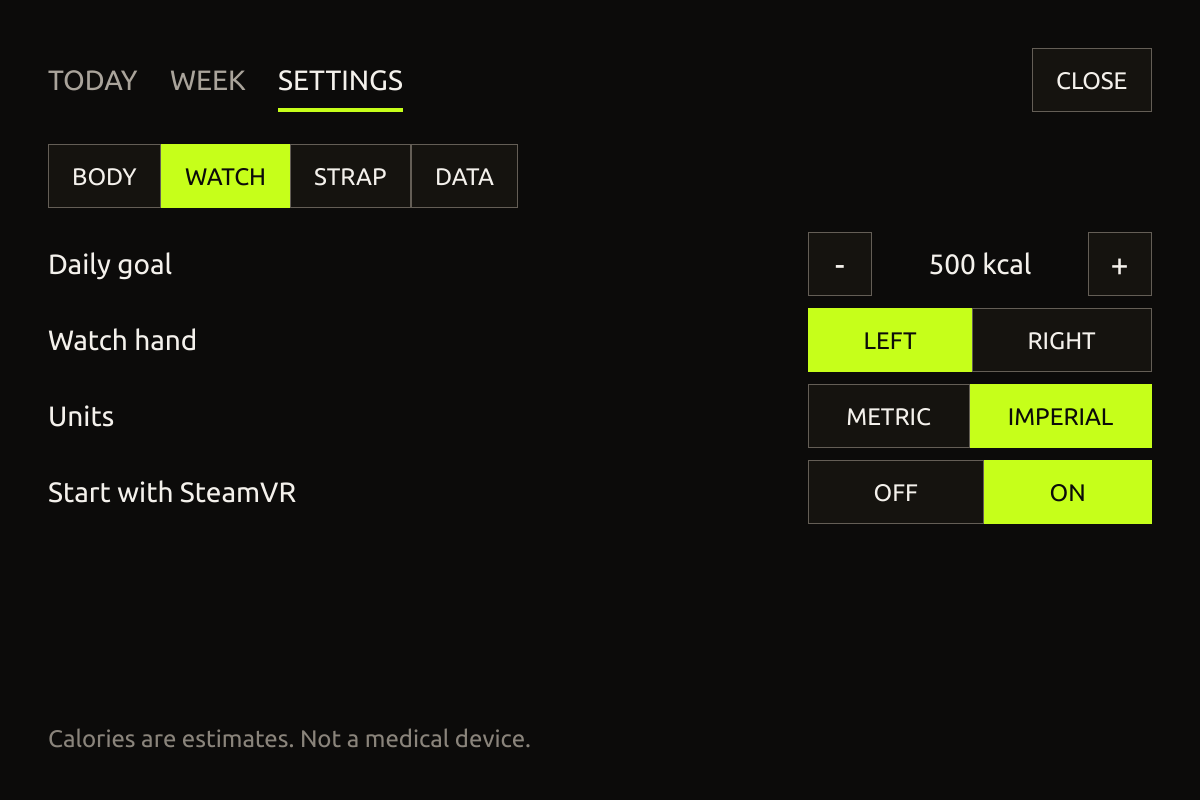 TODAY WEEK SETTINGS CLOSE
BODY WATCH STRAP DATA
Daily goal - 500 kcal +
Watch hand LEFT RIGHT
Units METRIC IMPERIAL
Start with SteamVR OFF ON
Calories are estimates. Not a medical device.